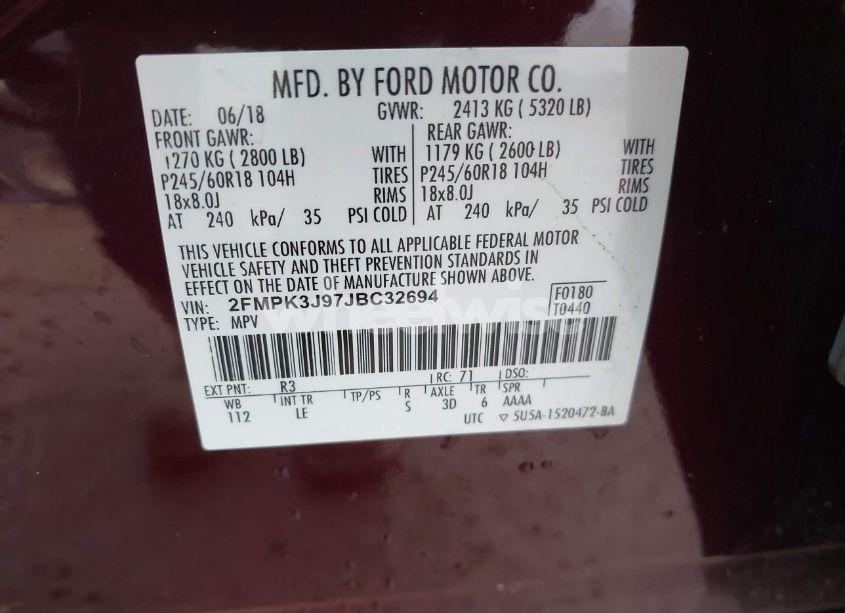 MFD. BY FORD MOTOR CO.
DATE: 06/18 GVWR: 2413 KG ( 5320 LB)
FRONT GAWR: REAR GAWR:
1270 KG ( 2800 LB) WITH 1179 KG ( 2600 LB) WITH
P245/60R18 104H TIRES P245/60R18 104H TIRES
18x8.0J RIMS 18x8.0J RIMS
AT 240 kPa/ 35 PSI COLD AT 240 kPa/ 35 PSI COLD
THIS VEHICLE CONFORMS TO ALL APPLICABLE FEDERAL MOTOR
VEHICLE SAFETY AND THEFT PREVENTION STANDARDS IN
EFFECT ON THE DATE OF MANUFACTURE SHOWN ABOVE.
VIN: 2FMPK3J97JBC32694 F0180
TYPE: MPV T0440
EXT PNT: R3 RC: 71 DSO:
WB INT TR TP/PS R AXLE TR SPR
112 LE S 3D 6 AAAA
UTC ▽ 5U5A-1520472-BA